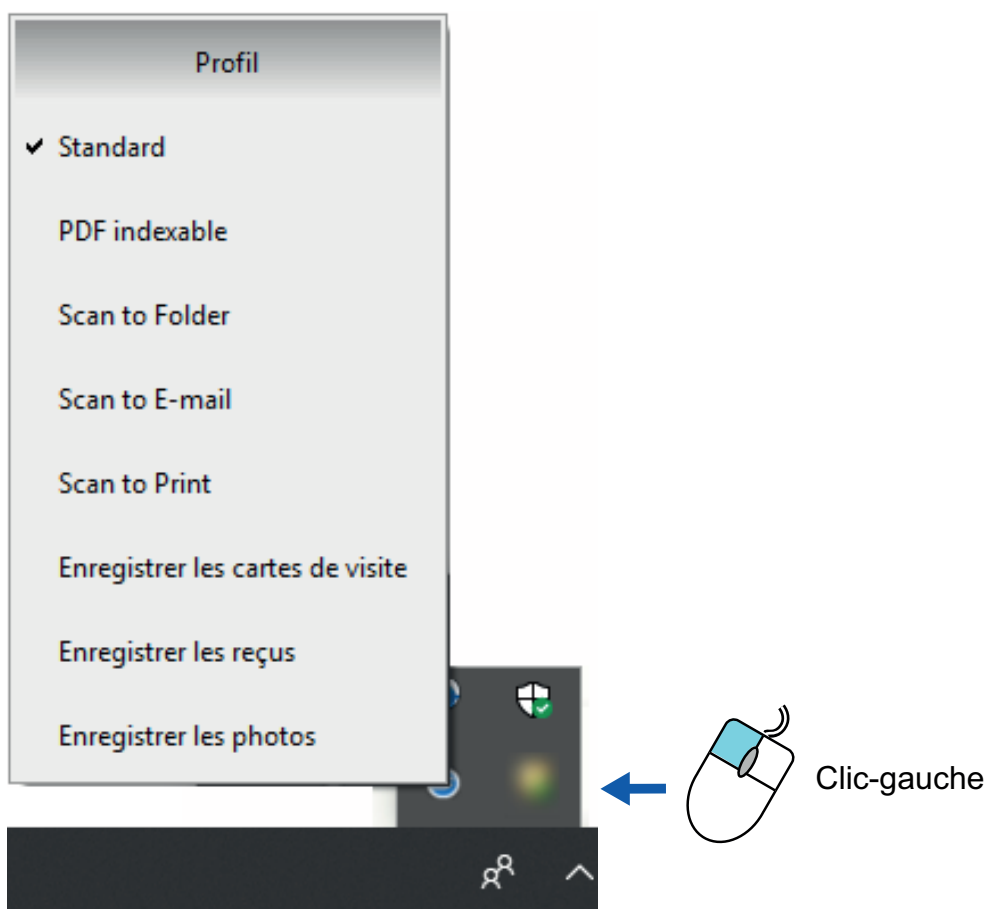 Profil
Standard
PDF indexable
Scan to Folder
Scan to E-mail
Scan to Print
Enregistrer les cartes de visite
Enregistrer les reçus
Enregistrer les photos
Clic-gauche